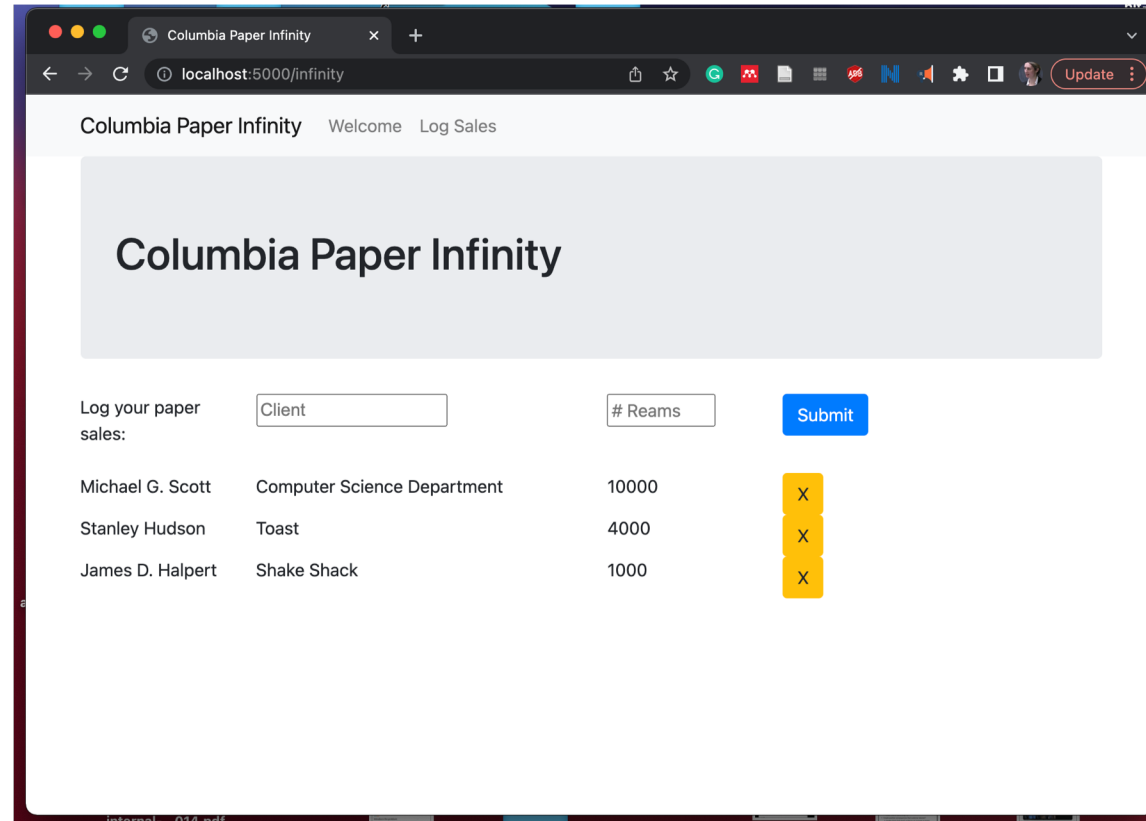 Columbia Paper Infinity
localhost:5000/infinity
Update
Columbia Paper Infinity Welcome Log Sales
Columbia Paper Infinity
Log your paper sales: Client # Reams Submit
Michael G. Scott Computer Science Department 10000 X
Stanley Hudson Toast 4000 X
James D. Halpert Shake Shack 1000 X